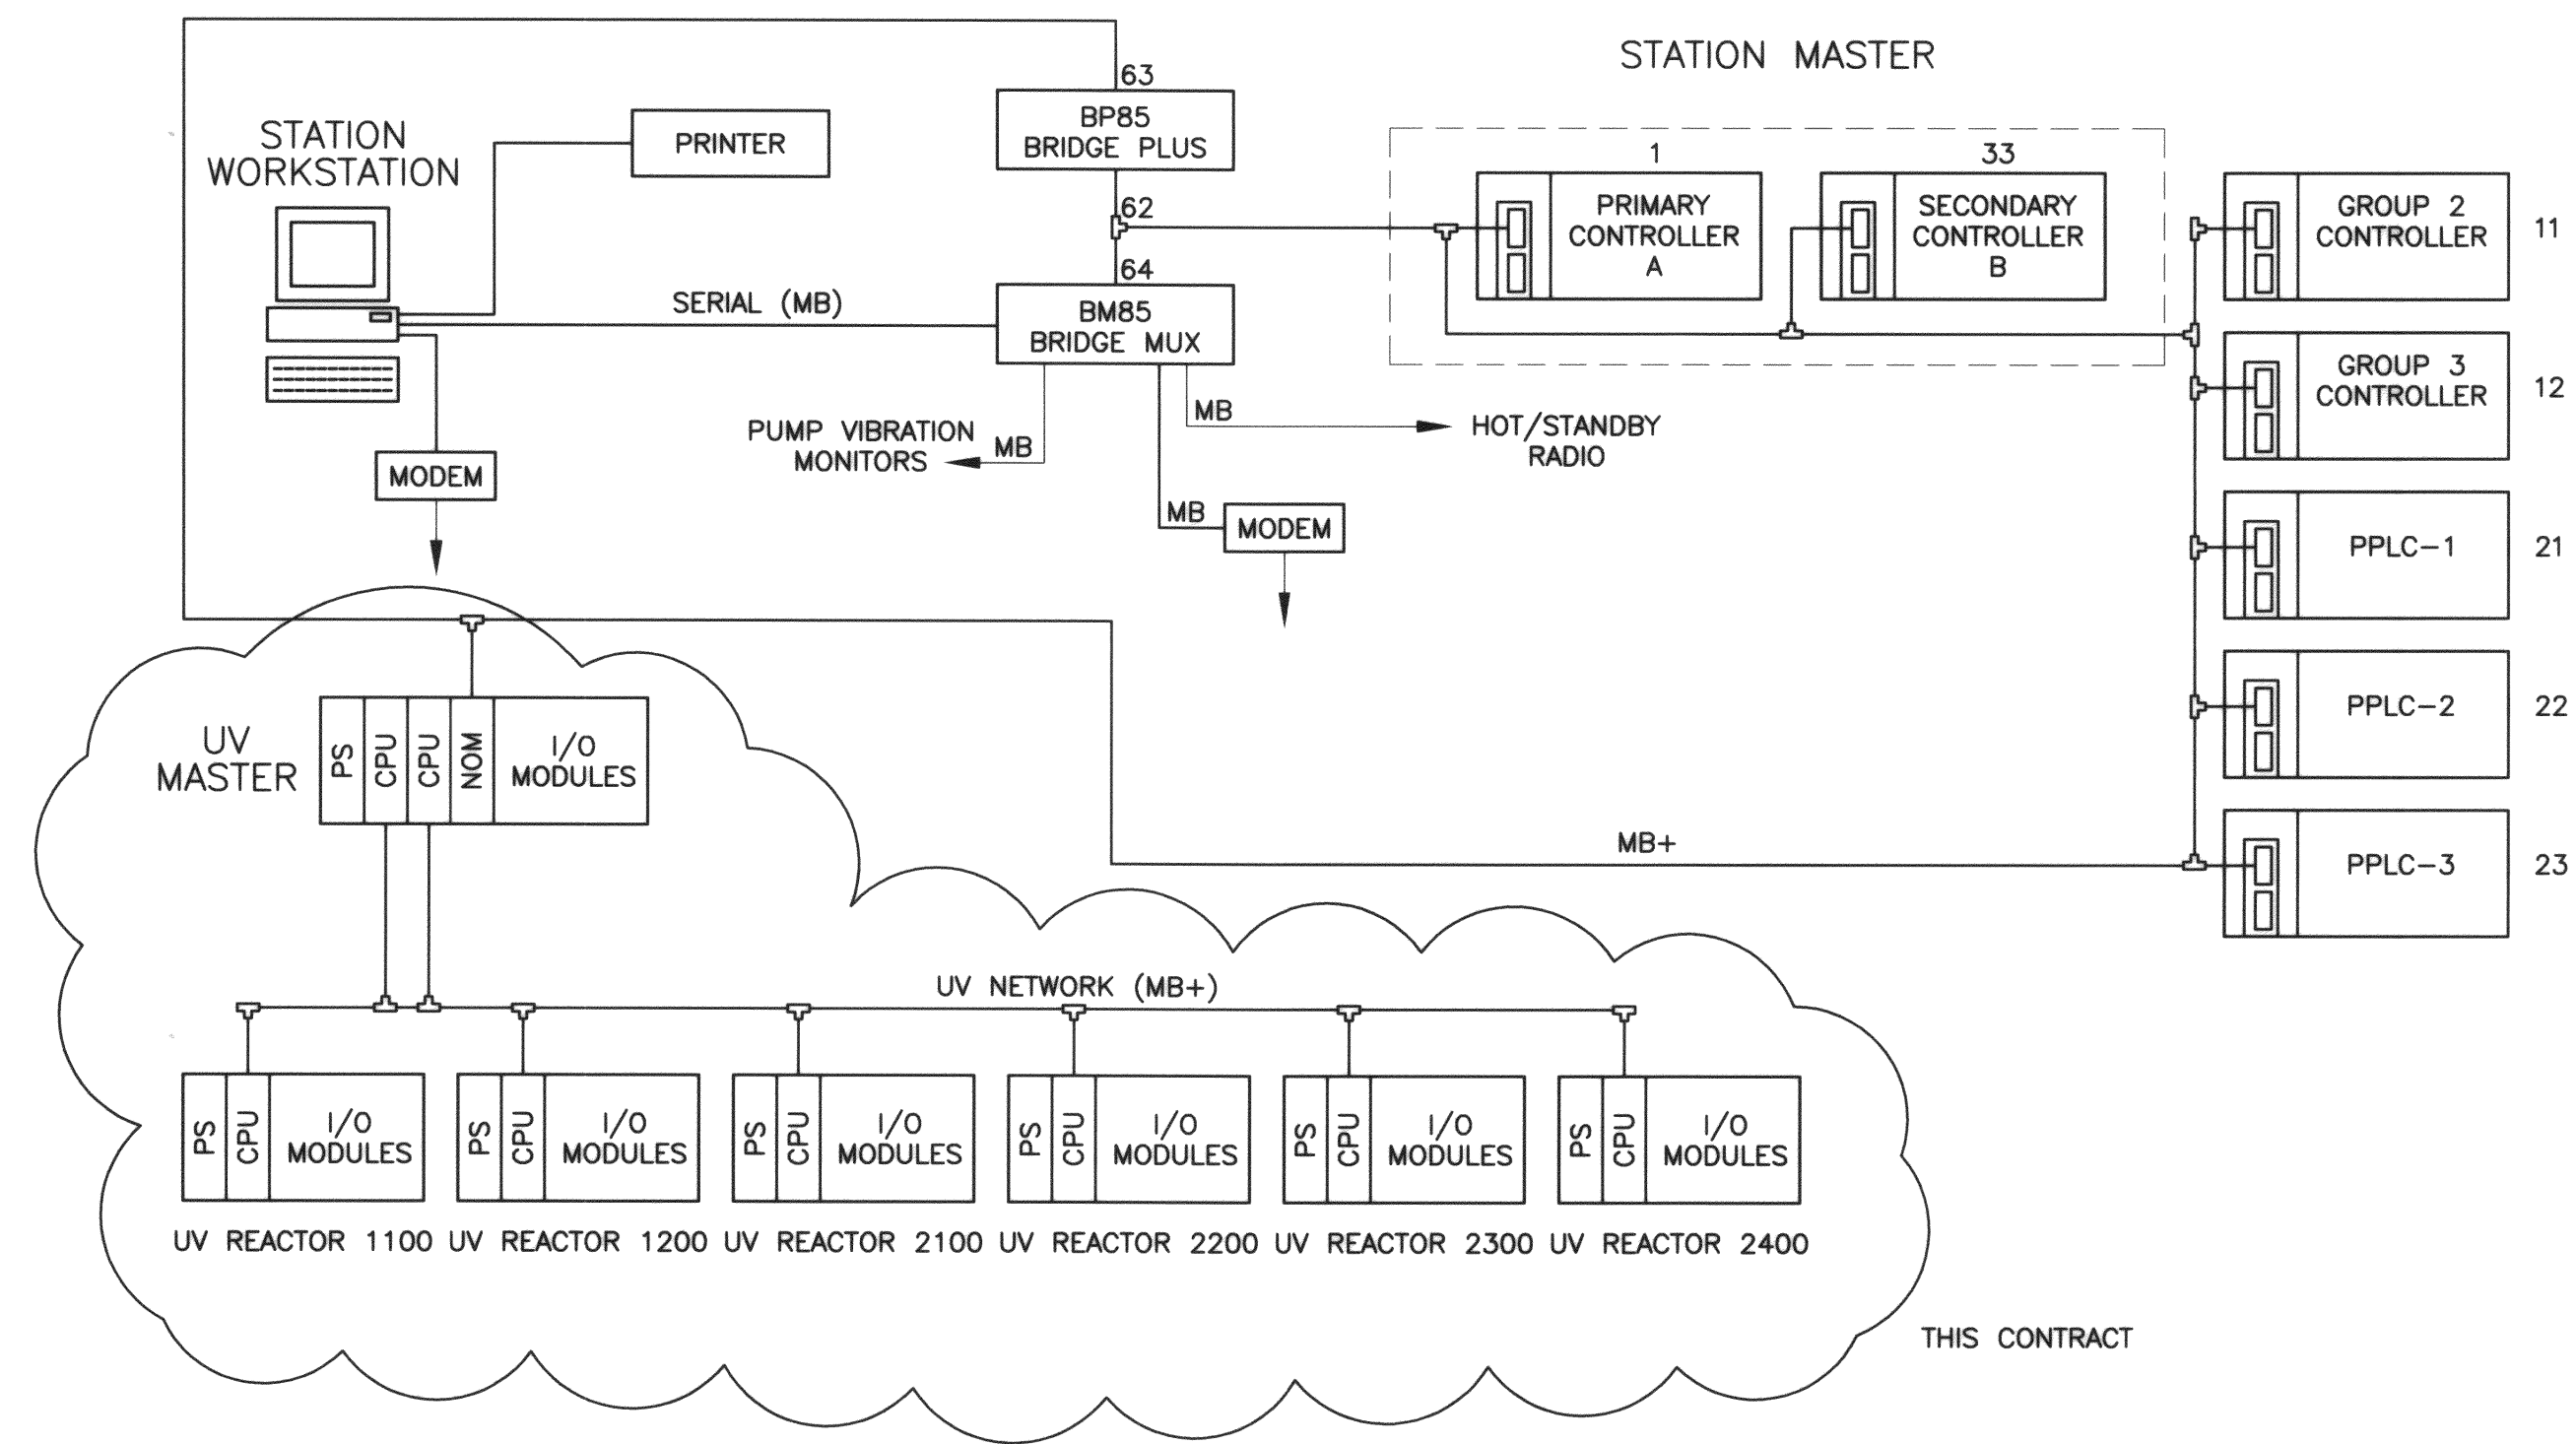 STATION MASTER
63
BP85
BRIDGE PLUS
STATION
WORKSTATION
PRINTER
62
64
SERIAL (MB)
BM85
BRIDGE MUX
1
PRIMARY
CONTROLLER
A
33
SECONDARY
CONTROLLER
B
GROUP 2
CONTROLLER
11
GROUP 3
CONTROLLER
12
PUMP VIBRATION
MONITORS
MB
MB
HOT/STANDBY
RADIO
MODEM
MB
MODEM
PPLC-1
21
PPLC-2
22
PPLC-3
23
MB+
UV
MASTER
PS
CPU
CPU
NOM
I/O
MODULES
UV NETWORK (MB+)
PS
CPU
I/O
MODULES
PS
CPU
I/O
MODULES
PS
CPU
I/O
MODULES
PS
CPU
I/O
MODULES
PS
CPU
I/O
MODULES
PS
CPU
I/O
MODULES
UV REACTOR 1100
UV REACTOR 1200
UV REACTOR 2100
UV REACTOR 2200
UV REACTOR 2300
UV REACTOR 2400
THIS CONTRACT